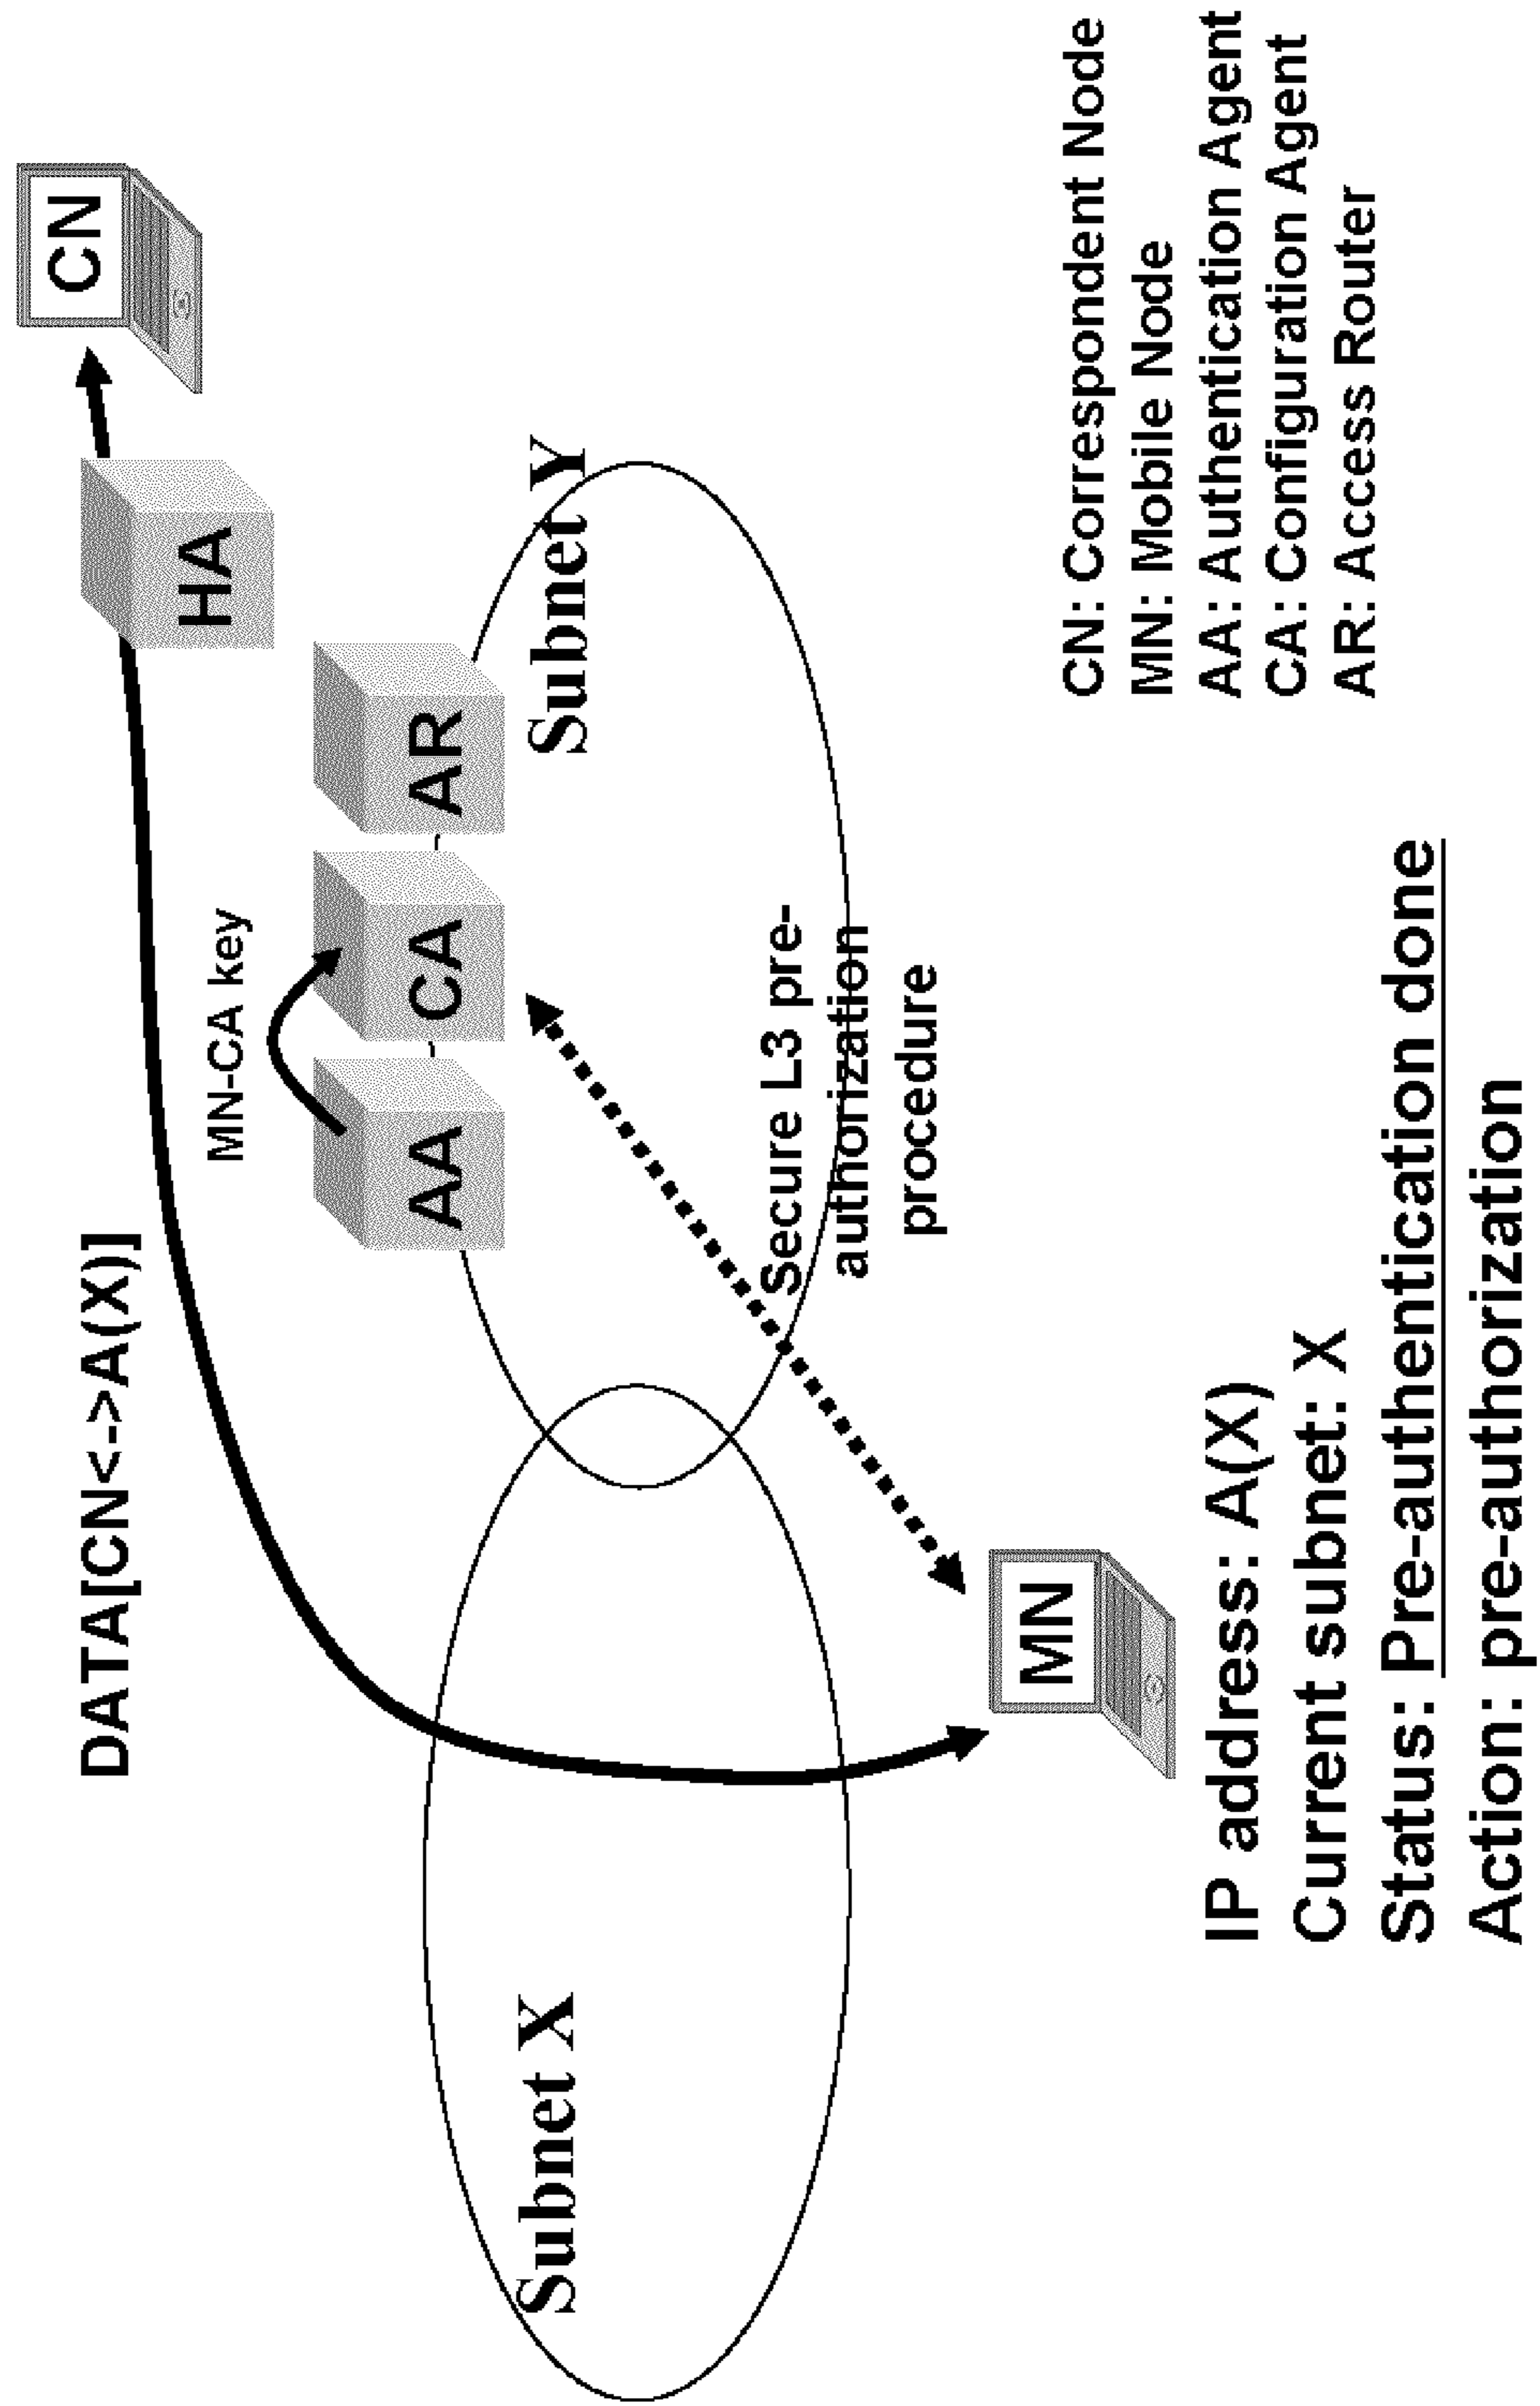 CN
DATA[CN<->A(X)]
HA
MN-CA key
AA
CA
AR
Subnet X
Subnet Y
Secure L3 pre-
authorization
procedure
MN
CN: Correspondent Node
MN: Mobile Node
AA: Authentication Agent
CA: Configuration Agent
AR: Access Router
IP address: A(X)
Current subnet: X
Status: Pre-authentication done
Action: pre-authorization